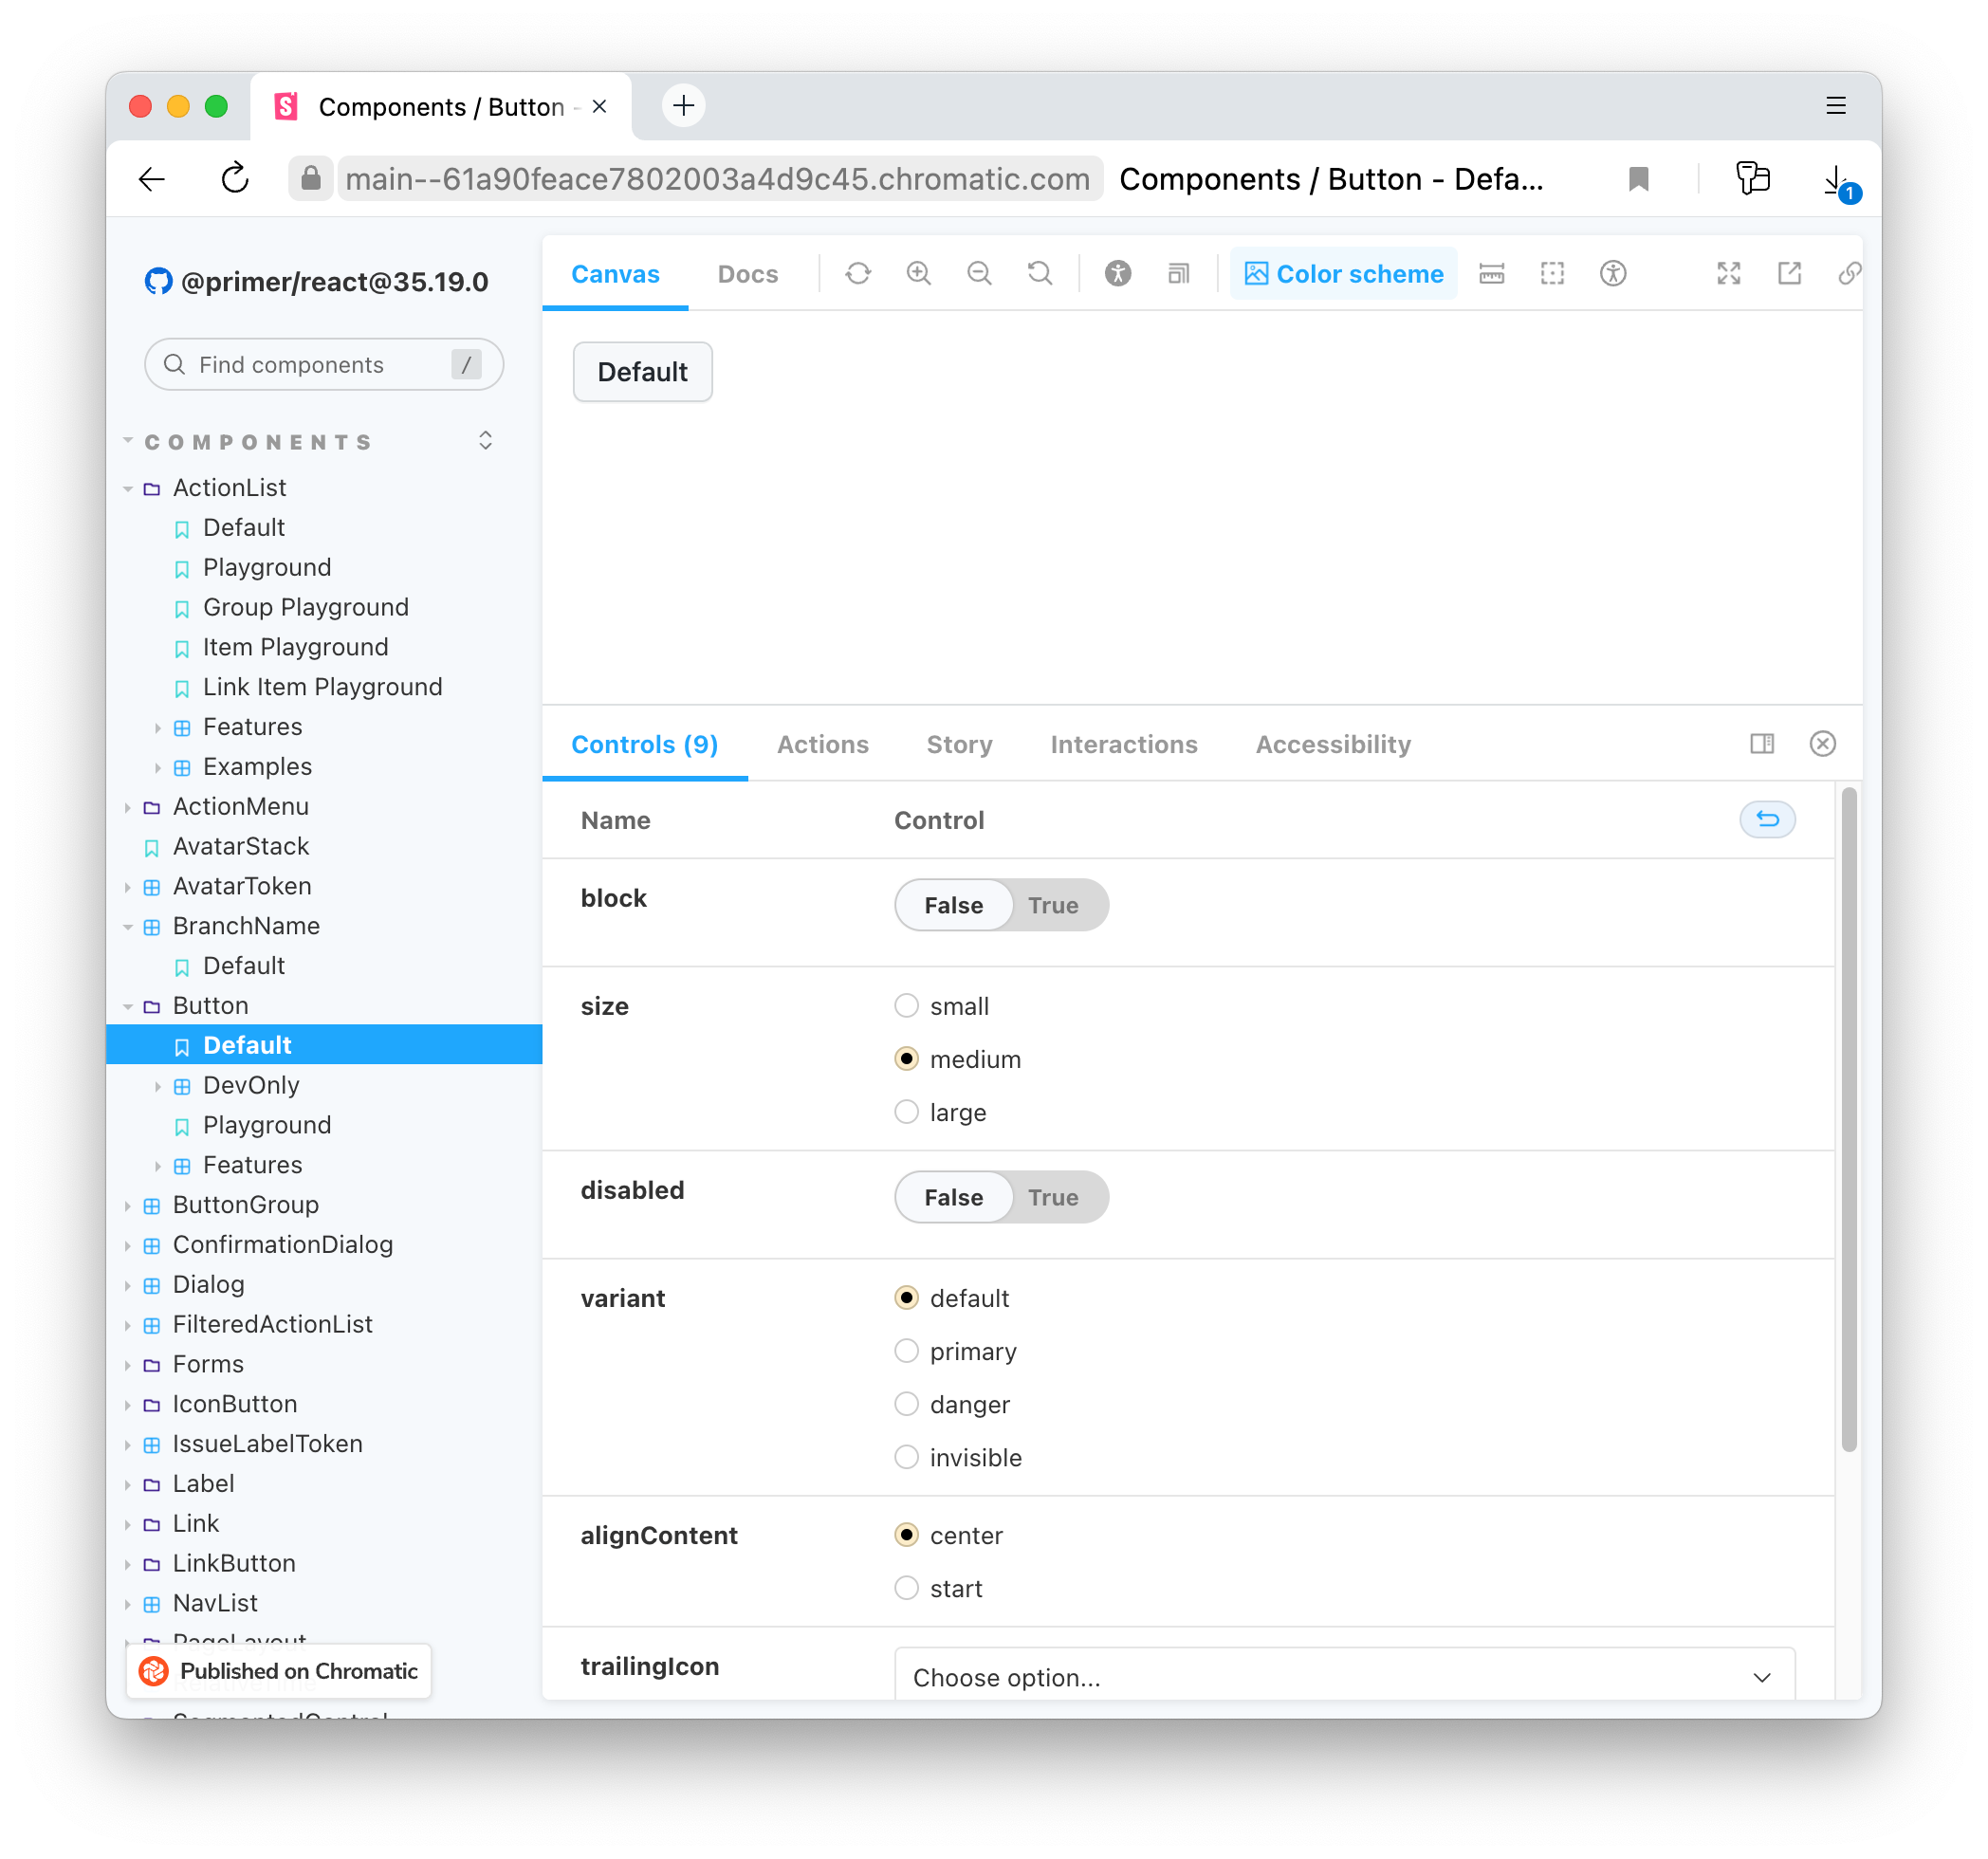 Components / Button -
main--61a90feace7802003a4d9c45.chromatic.com Components / Button - Defa...
1
@primer/react@35.19.0
Find components /
COMPONENTS
ActionList
Default
Playground
Group Playground
Item Playground
Link Item Playground
Features
Examples
ActionMenu
AvatarStack
AvatarToken
BranchName
Default
Button
Default
DevOnly
Playground
Features
ButtonGroup
ConfirmationDialog
Dialog
FilteredActionList
Forms
IconButton
IssueLabelToken
Label
Link
LinkButton
NavList
PageLayout
Published on Chromatic
RelativeTime
SegmentedControl
Canvas Docs Color scheme
Default
Controls (9) Actions Story Interactions Accessibility
Name Control
block False True
size small
medium
large
disabled False True
variant default
primary
danger
invisible
alignContent center
start
trailingIcon Choose option...